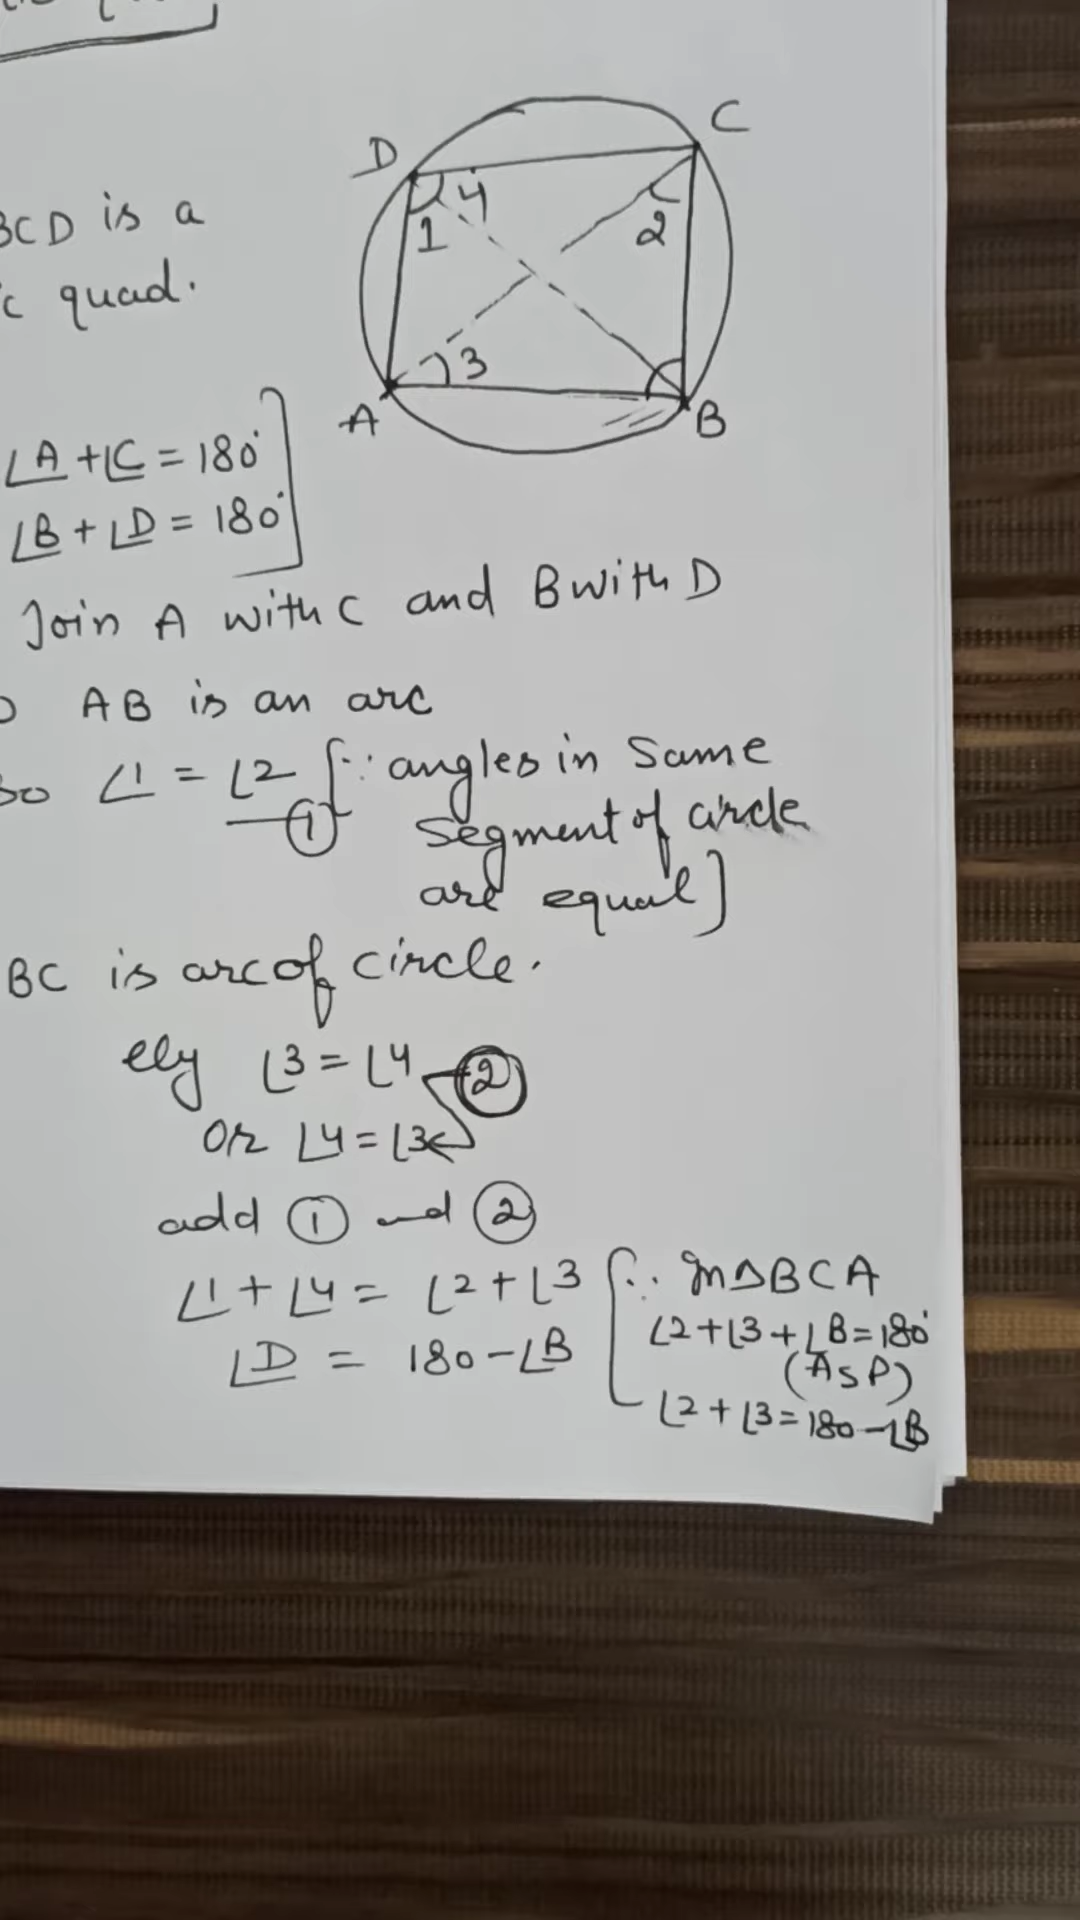 D
C
4
1
2
3
A
B
BCD is a
c quad.
∠A+∠C = 180°
∠B + ∠D = 180°
Join A with C and B with D
AB is an arc
So ∠1 = ∠2 [∵ angles in same
① segment of circle
are equal]
BC is arc of circle.
elly ∠3 = ∠4 ②
or ∠4 = ∠3
add ① and ②
∠1 + ∠4 = ∠2 + ∠3 [∵ In △BCA
∠2+∠3+∠B=180°
∠D = 180-∠B
(ASP)
∠2+∠3=180-∠B